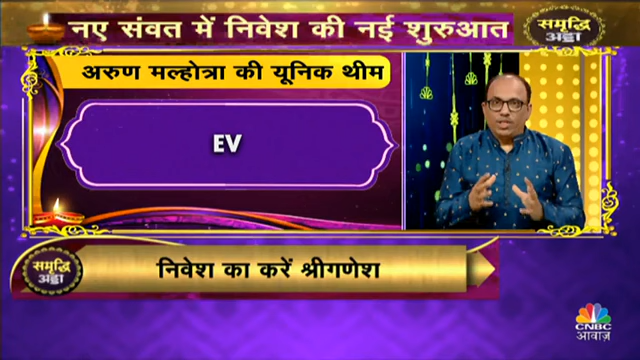 नए संवत में निवेश की नई शुरुआत
समृद्धि
अड्डा
अरुण मल्होत्रा की यूनिक थीम
EV
समृद्धि
अड्डा
निवेश का करें श्रीगणेश
CNBC
आवाज़